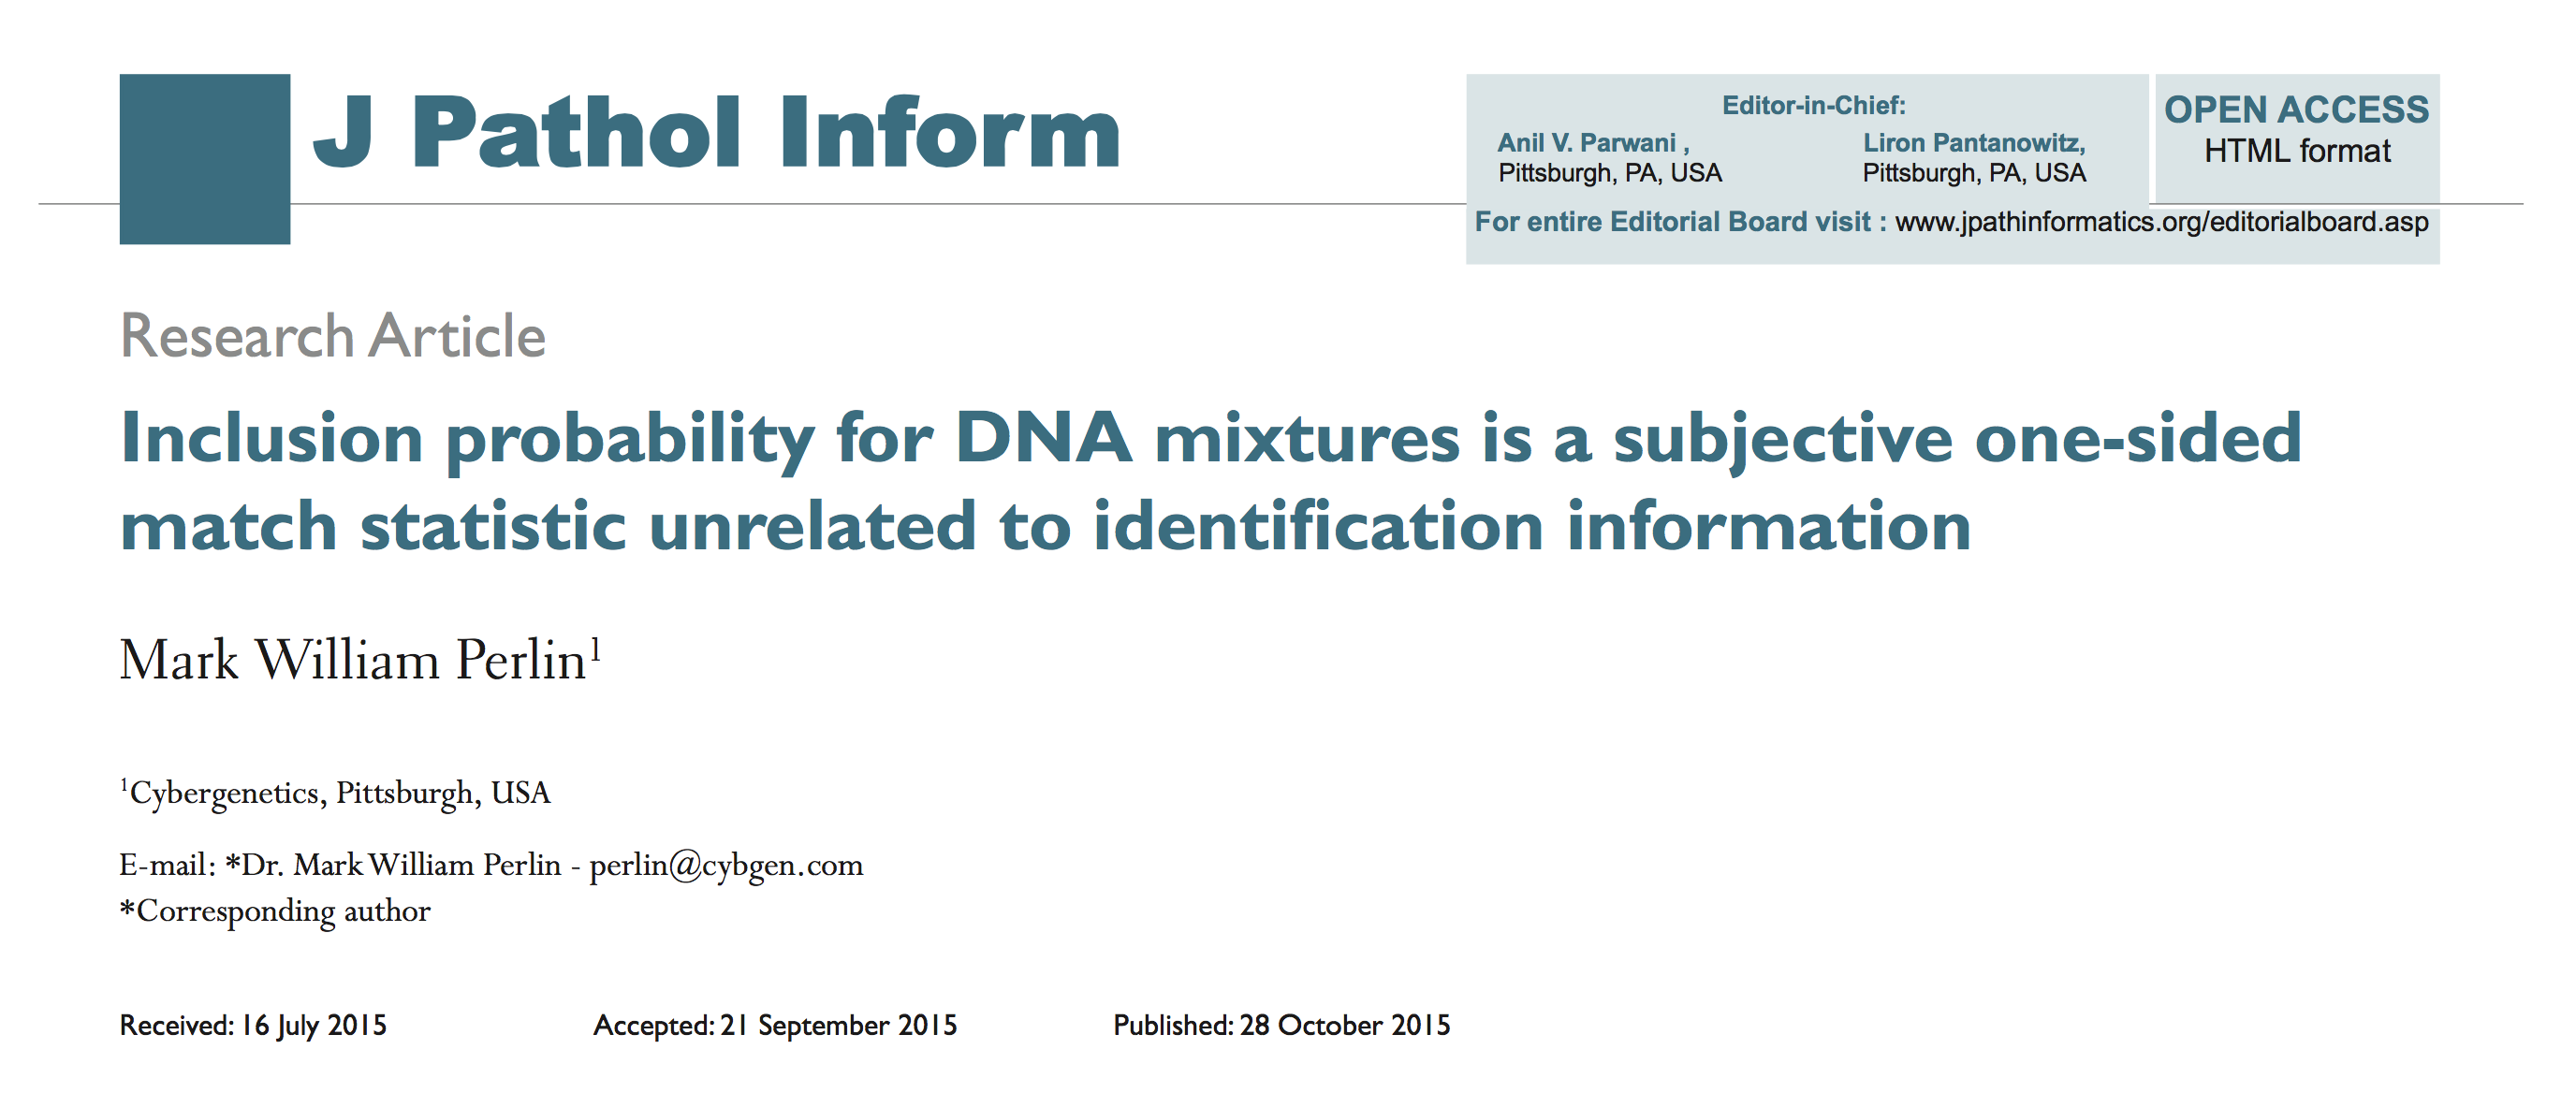 J Pathol Inform
Editor-in-Chief:
Anil V. Parwani ,
Pittsburgh, PA, USA
Liron Pantanowitz,
Pittsburgh, PA, USA
For entire Editorial Board visit : www.jpathinformatics.org/editorialboard.asp
OPEN ACCESS
HTML format
Research Article
Inclusion probability for DNA mixtures is a subjective one-sided
match statistic unrelated to identification information
Mark William Perlin1
1Cybergenetics, Pittsburgh, USA
E-mail: *Dr. Mark William Perlin - perlin@cybgen.com
*Corresponding author
Received: 16 July 2015 Accepted: 21 September 2015 Published: 28 October 2015